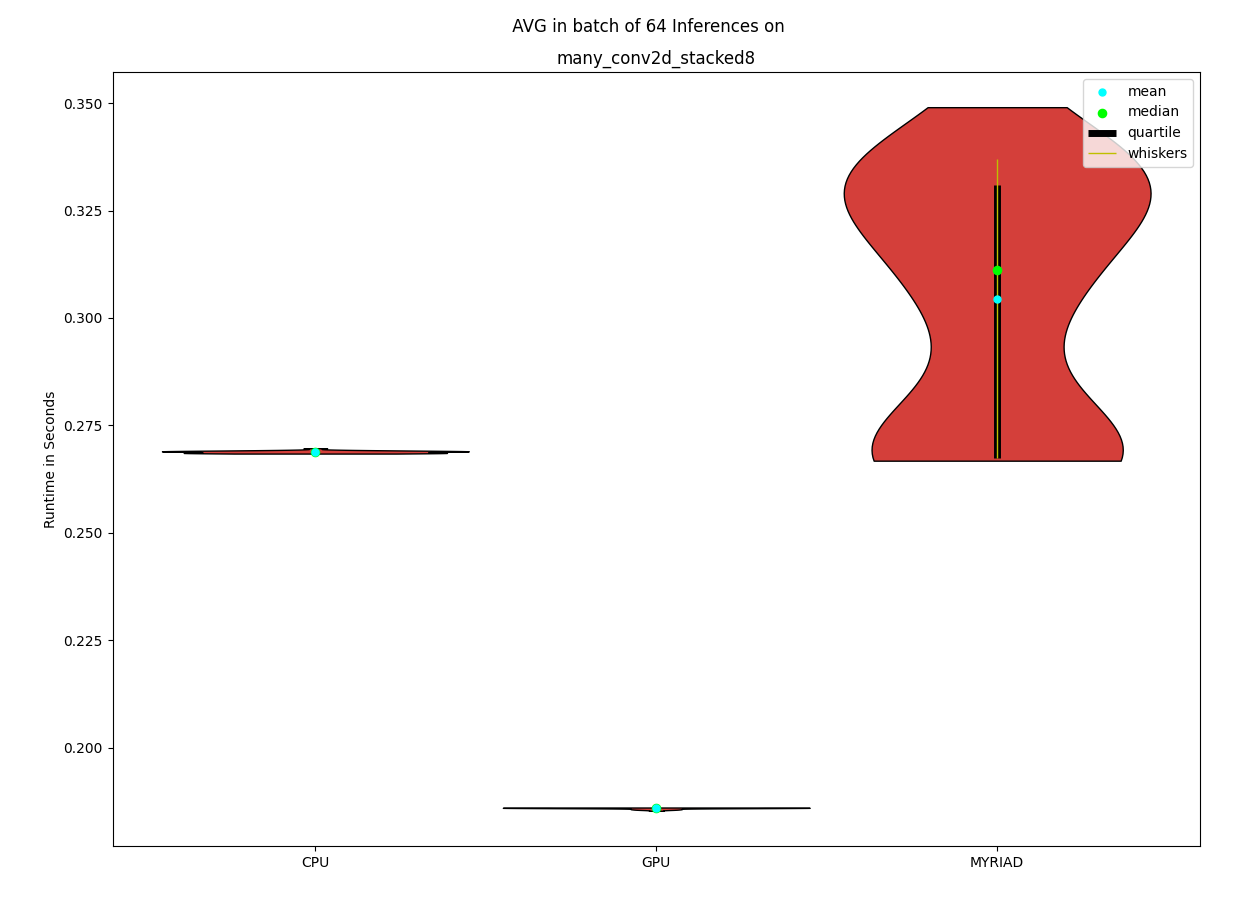 AVG in batch of 64 Inferences on
many_conv2d_stacked8
mean
median
quartile
whiskers
Runtime in Seconds
0.350
0.325
0.300
0.275
0.250
0.225
0.200
CPU
GPU
MYRIAD